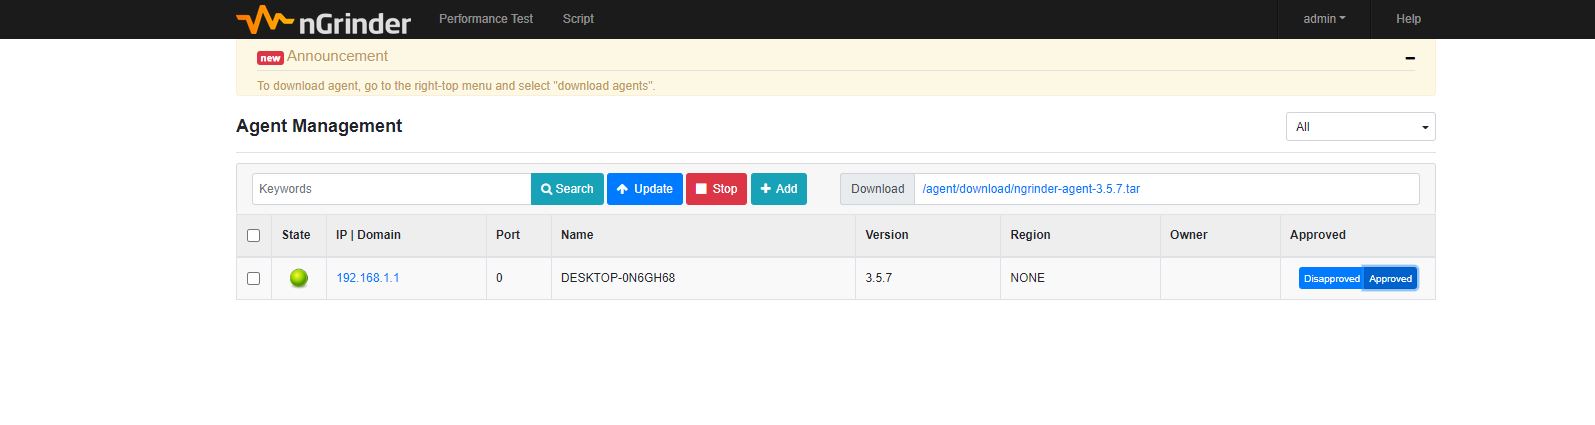 nGrinder Performance Test Script admin Help
new Announcement
To download agent, go to the right-top menu and select "download agents".
Agent Management All
Keywords Search Update Stop Add Download /agent/download/ngrinder-agent-3.5.7.tar
State IP | Domain Port Name Version Region Owner Approved
192.168.1.1 0 DESKTOP-0N6GH68 3.5.7 NONE Disapproved Approved